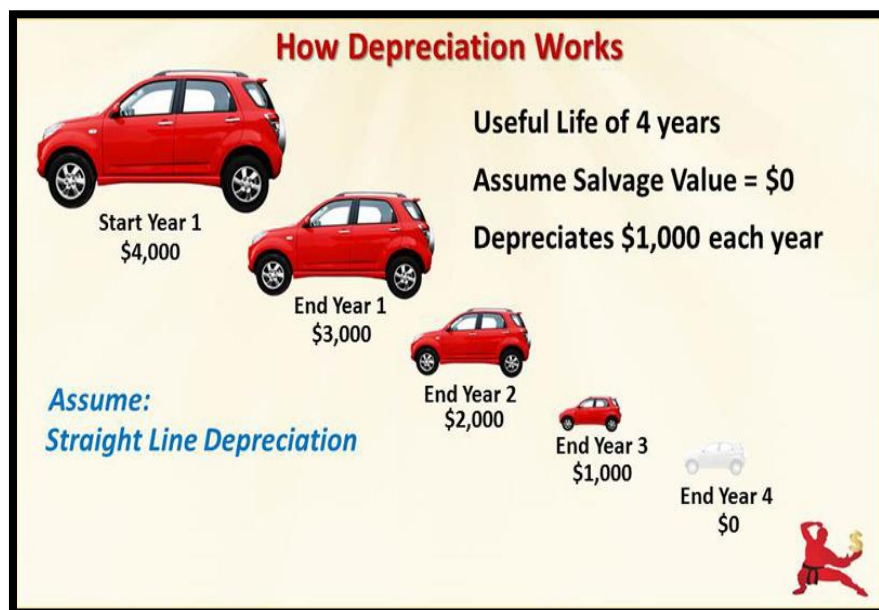 How Depreciation Works
Useful Life of 4 years
Assume Salvage Value = $0
Depreciates $1,000 each year
Start Year 1
$4,000
End Year 1
$3,000
End Year 2
$2,000
End Year 3
$1,000
End Year 4
$0
Assume:
Straight Line Depreciation
$